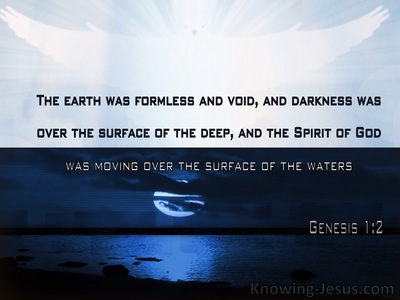 The earth was formless and void, and darkness was
over the surface of the deep, and the Spirit of God
was moving over the surface of the waters
Genesis 1:2
Knowing-Jesus.com